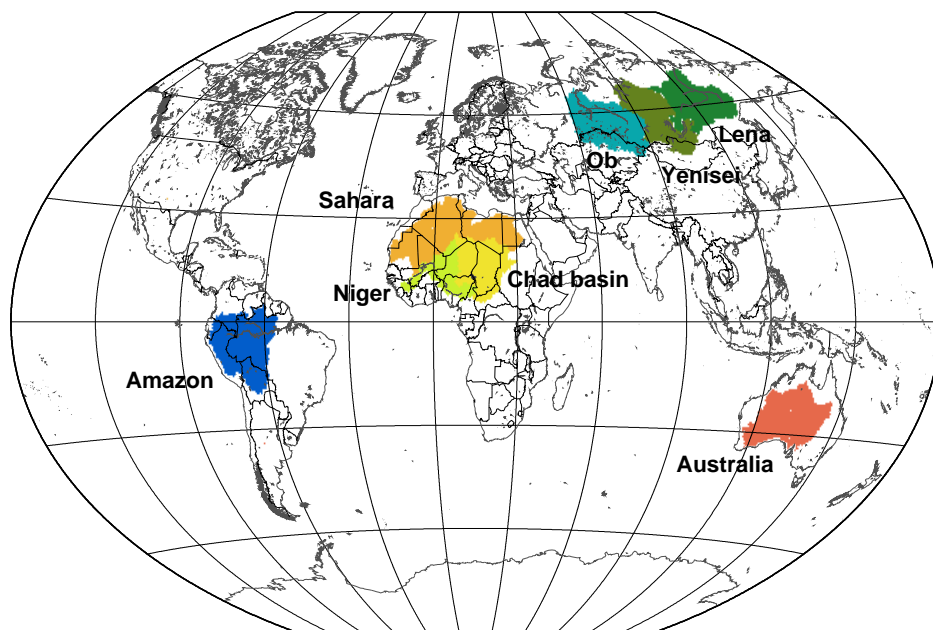 Lena
Ob
Yenisei
Sahara
Chad basin
Niger
Amazon
Australia